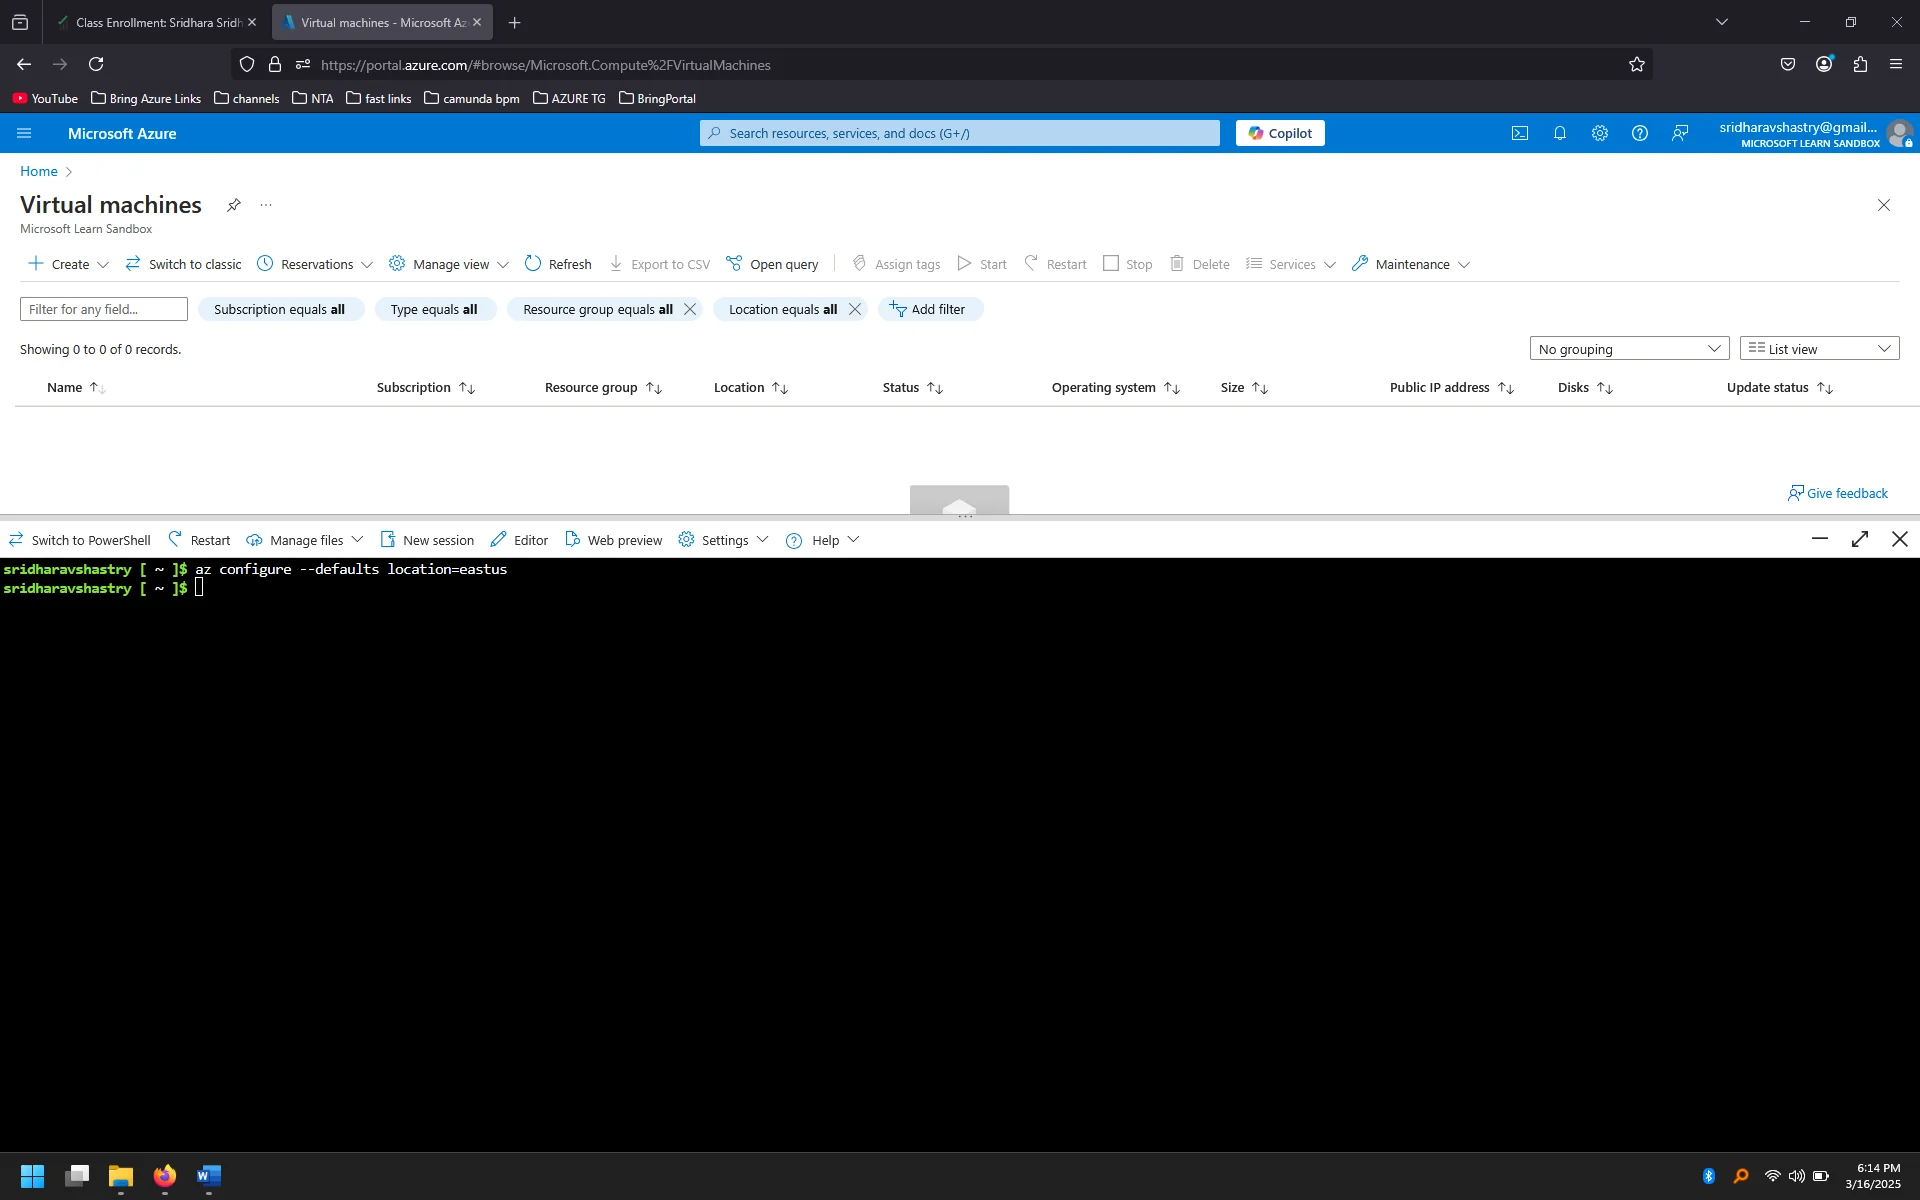 Class Enrollment: Sridhara Sridh
Virtual machines - Microsoft Az
https://portal.azure.com/#browse/Microsoft.Compute%2FVirtualMachines
YouTube Bring Azure Links channels NTA fast links camunda bpm AZURE TG BringPortal
Microsoft Azure
Search resources, services, and docs (G+/)
Copilot
sridharavshastry@gmail...
MICROSOFT LEARN SANDBOX
Home
Virtual machines
Microsoft Learn Sandbox
Create Switch to classic Reservations Manage view Refresh Export to CSV Open query Assign tags Start Restart Stop Delete Services Maintenance
Filter for any field... Subscription equals all Type equals all Resource group equals all Location equals all Add filter
Showing 0 to 0 of 0 records.
No grouping
List view
Name Subscription Resource group Location Status Operating system Size Public IP address Disks Update status
Give feedback
Switch to PowerShell Restart Manage files New session Editor Web preview Settings Help
sridharavshastry [ ~ ]$ az configure --defaults location=eastus
sridharavshastry [ ~ ]$
6:14 PM
3/16/2025